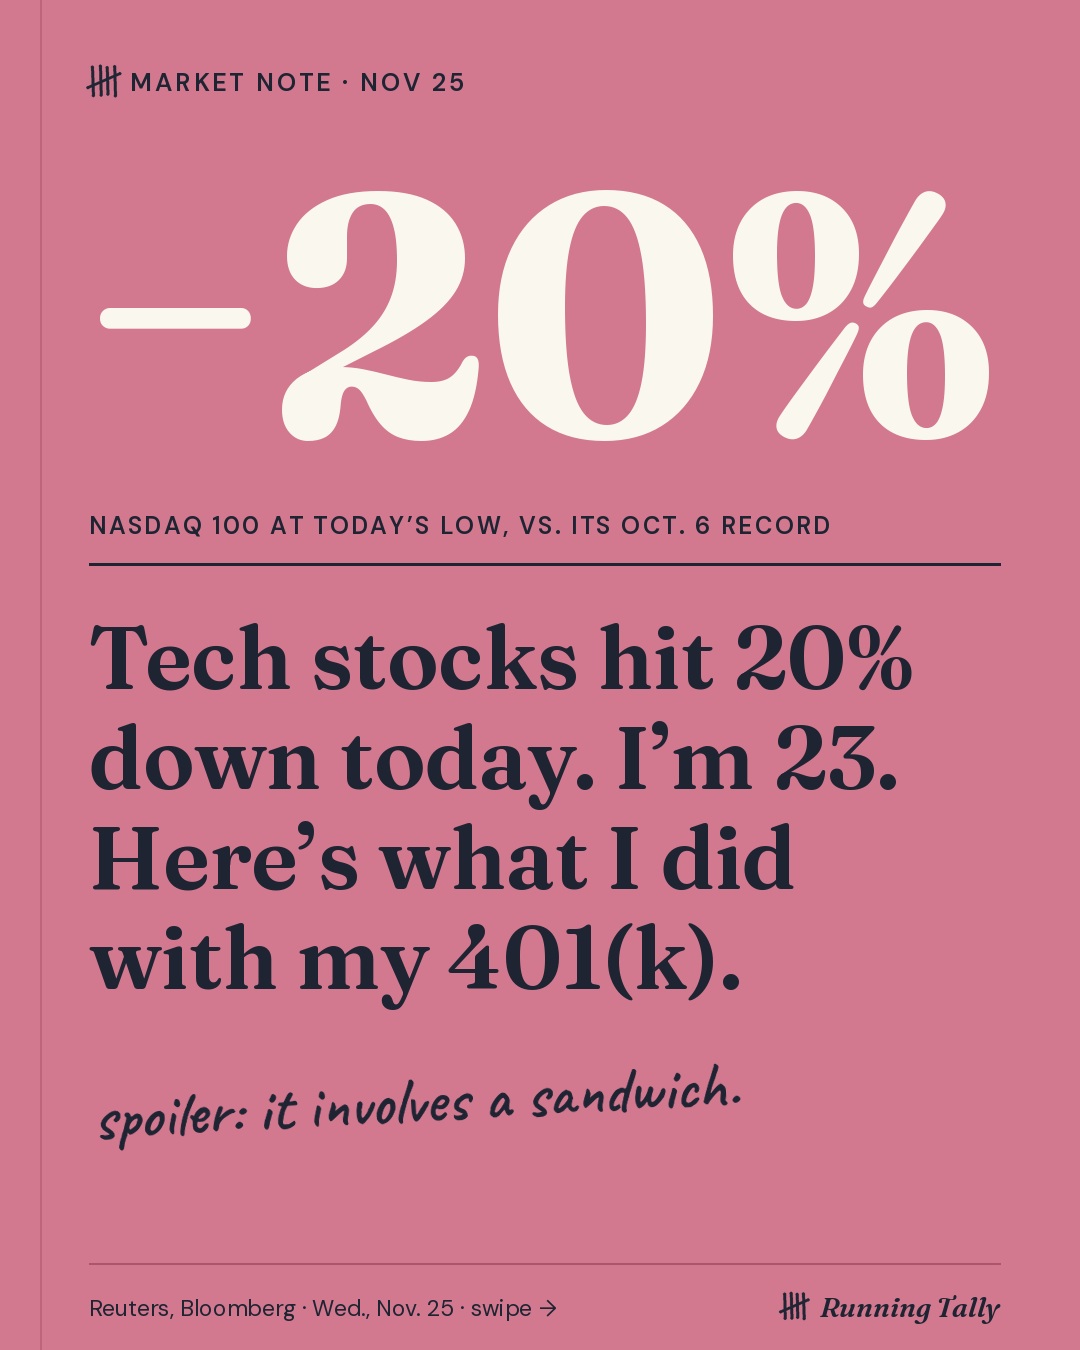 MARKET NOTE · NOV 25
–20%
NASDAQ 100 AT TODAY’S LOW, VS. ITS OCT. 6 RECORD
Tech stocks hit 20%
down today. I’m 23.
Here’s what I did
with my 401(k).
spoiler: it involves a sandwich.
Reuters, Bloomberg · Wed., Nov. 25 · swipe →
Running Tally